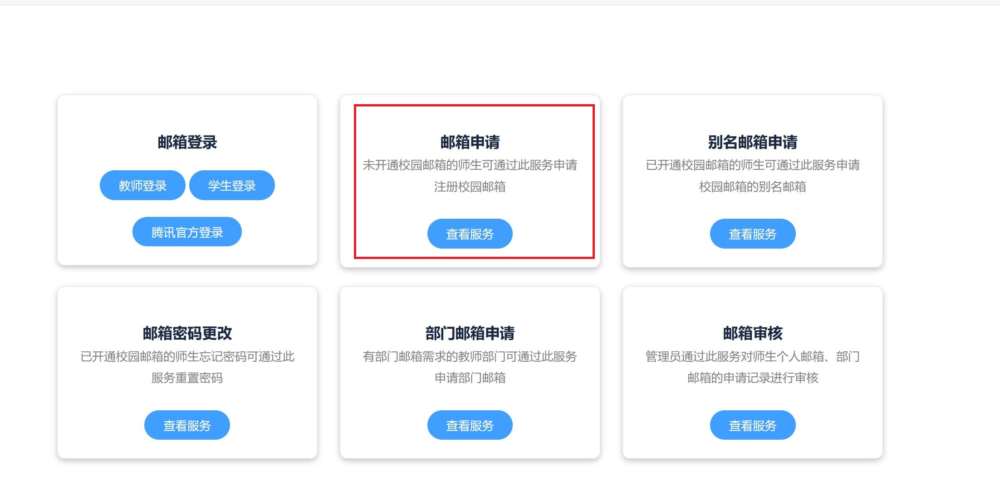 邮箱登录
教师登录 学生登录
腾讯官方登录
邮箱申请
未开通校园邮箱的师生可通过此服务申请
注册校园邮箱
查看服务
别名邮箱申请
已开通校园邮箱的师生可通过此服务申请
校园邮箱的别名邮箱
查看服务
邮箱密码更改
已开通校园邮箱的师生忘记密码可通过此
服务重置密码
查看服务
部门邮箱申请
有部门邮箱需求的教师部门可通过此服务
申请部门邮箱
查看服务
邮箱审核
管理员通过此服务对师生个人邮箱、部门
邮箱的申请记录进行审核
查看服务